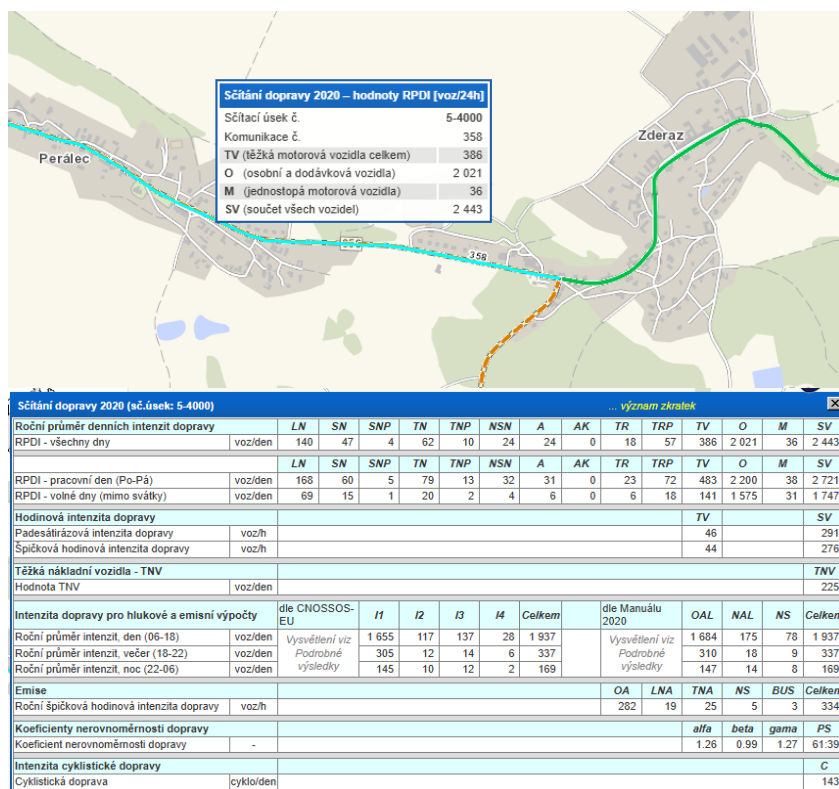 Sčítání dopravy 2020 – hodnoty RPDI [voz/24h]
Sčítací úsek č. 5-4000
Komunikace č. 358
TV (těžká motorová vozidla celkem) 386
O (osobní a dodávková vozidla) 2 021
M (jednostopá motorová vozidla) 36
SV (součet všech vozidel) 2 443
Perálec
Zderaz
358
358
Sčítání dopravy 2020 (sč.úsek: 5-4000) ... význam zkratek
Roční průměr denních intenzit dopravy LN SN SNP TN TNP NSN A AK TR TRP TV O M SV
RPDI - všechny dny voz/den 140 47 4 62 10 24 24 0 18 57 386 2 021 36 2 443
LN SN SNP TN TNP NSN A AK TR TRP TV O M SV
RPDI - pracovní den (Po-Pá) voz/den 168 60 5 79 13 32 31 0 23 72 483 2 200 38 2 721
RPDI - volné dny (mimo svátky) voz/den 69 15 1 20 2 4 6 0 6 18 141 1 575 31 1 747
Hodinová intenzita dopravy TV SV
Padesátirázová intenzita dopravy voz/h 46 291
Špičková hodinová intenzita dopravy voz/h 44 276
Těžká nákladní vozidla - TNV TNV
Hodnota TNV voz/den 225
Intenzita dopravy pro hlukové a emisní výpočty dle CNOSSOS-EU I1 I2 I3 I4 Celkem dle Manuálu 2020 OAL NAL NS Celkem
Roční průměr intenzit, den (06-18) voz/den Vysvětlení viz 1 655 117 137 28 1 937 Vysvětlení viz 1 684 175 78 1 937
Roční průměr intenzit, večer (18-22) voz/den Podrobné 305 12 14 6 337 Podrobné 310 18 9 337
Roční průměr intenzit, noc (22-06) voz/den výsledky 145 10 12 2 169 výsledky 147 14 8 169
Emise OA LNA TNA NS BUS Celkem
Roční špičková hodinová intenzita dopravy voz/h 282 19 25 5 3 334
Koeficienty nerovnoměrnosti dopravy alfa beta gama PS
Koeficient nerovnoměrnosti dopravy - 1.26 0.99 1.27 61:39
Intenzita cyklistické dopravy C
Cyklistická doprava cyklo/den 143